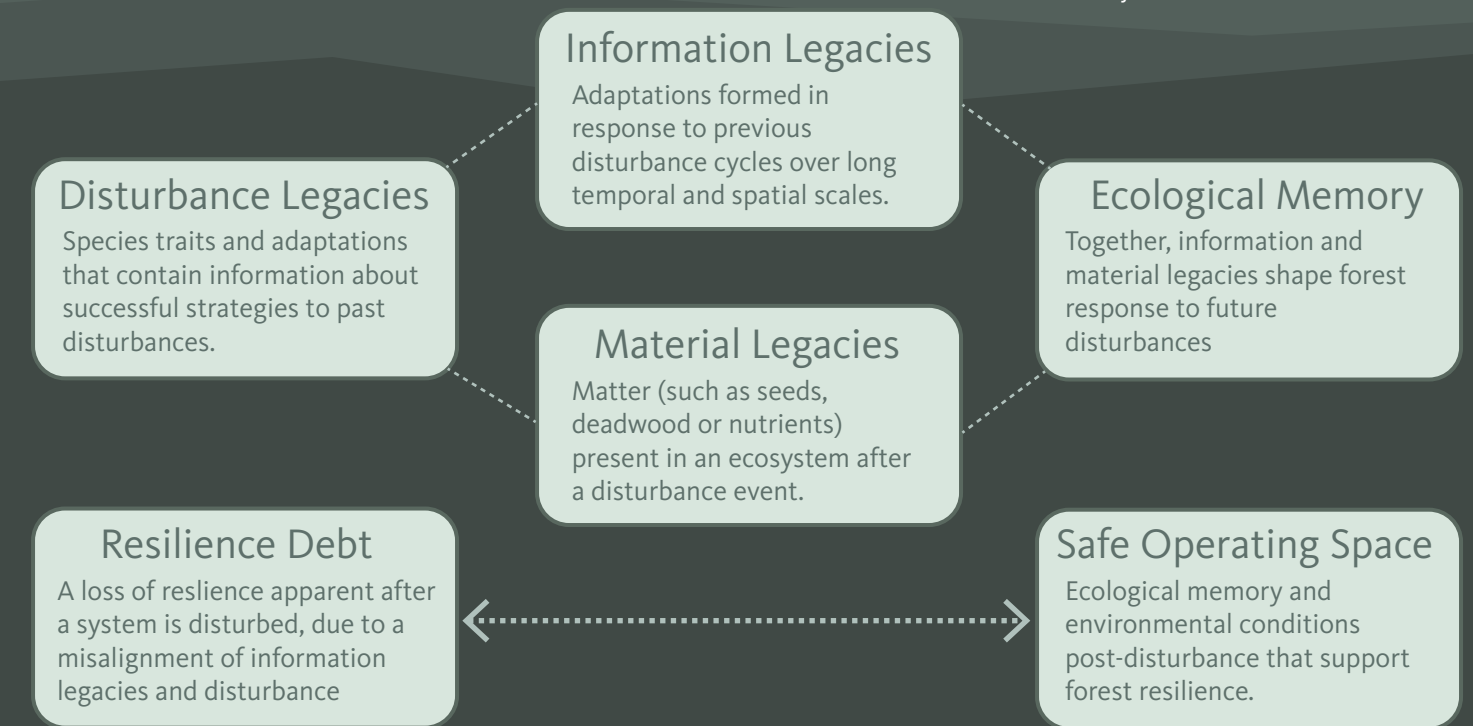 Information Legacies
Adaptations formed in
response to previous
disturbance cycles over long
temporal and spatial scales.
Disturbance Legacies
Species traits and adaptations
that contain information about
successful strategies to past
disturbances.
Ecological Memory
Together, information and
material legacies shape forest
response to future
disturbances
Material Legacies
Matter (such as seeds,
deadwood or nutrients)
present in an ecosystem after
a disturbance event.
Resilience Debt
A loss of reslience apparent after
a system is disturbed, due to a
misalignment of information
legacies and disturbance
Safe Operating Space
Ecological memory and
environmental conditions
post-disturbance that support
forest resilience.